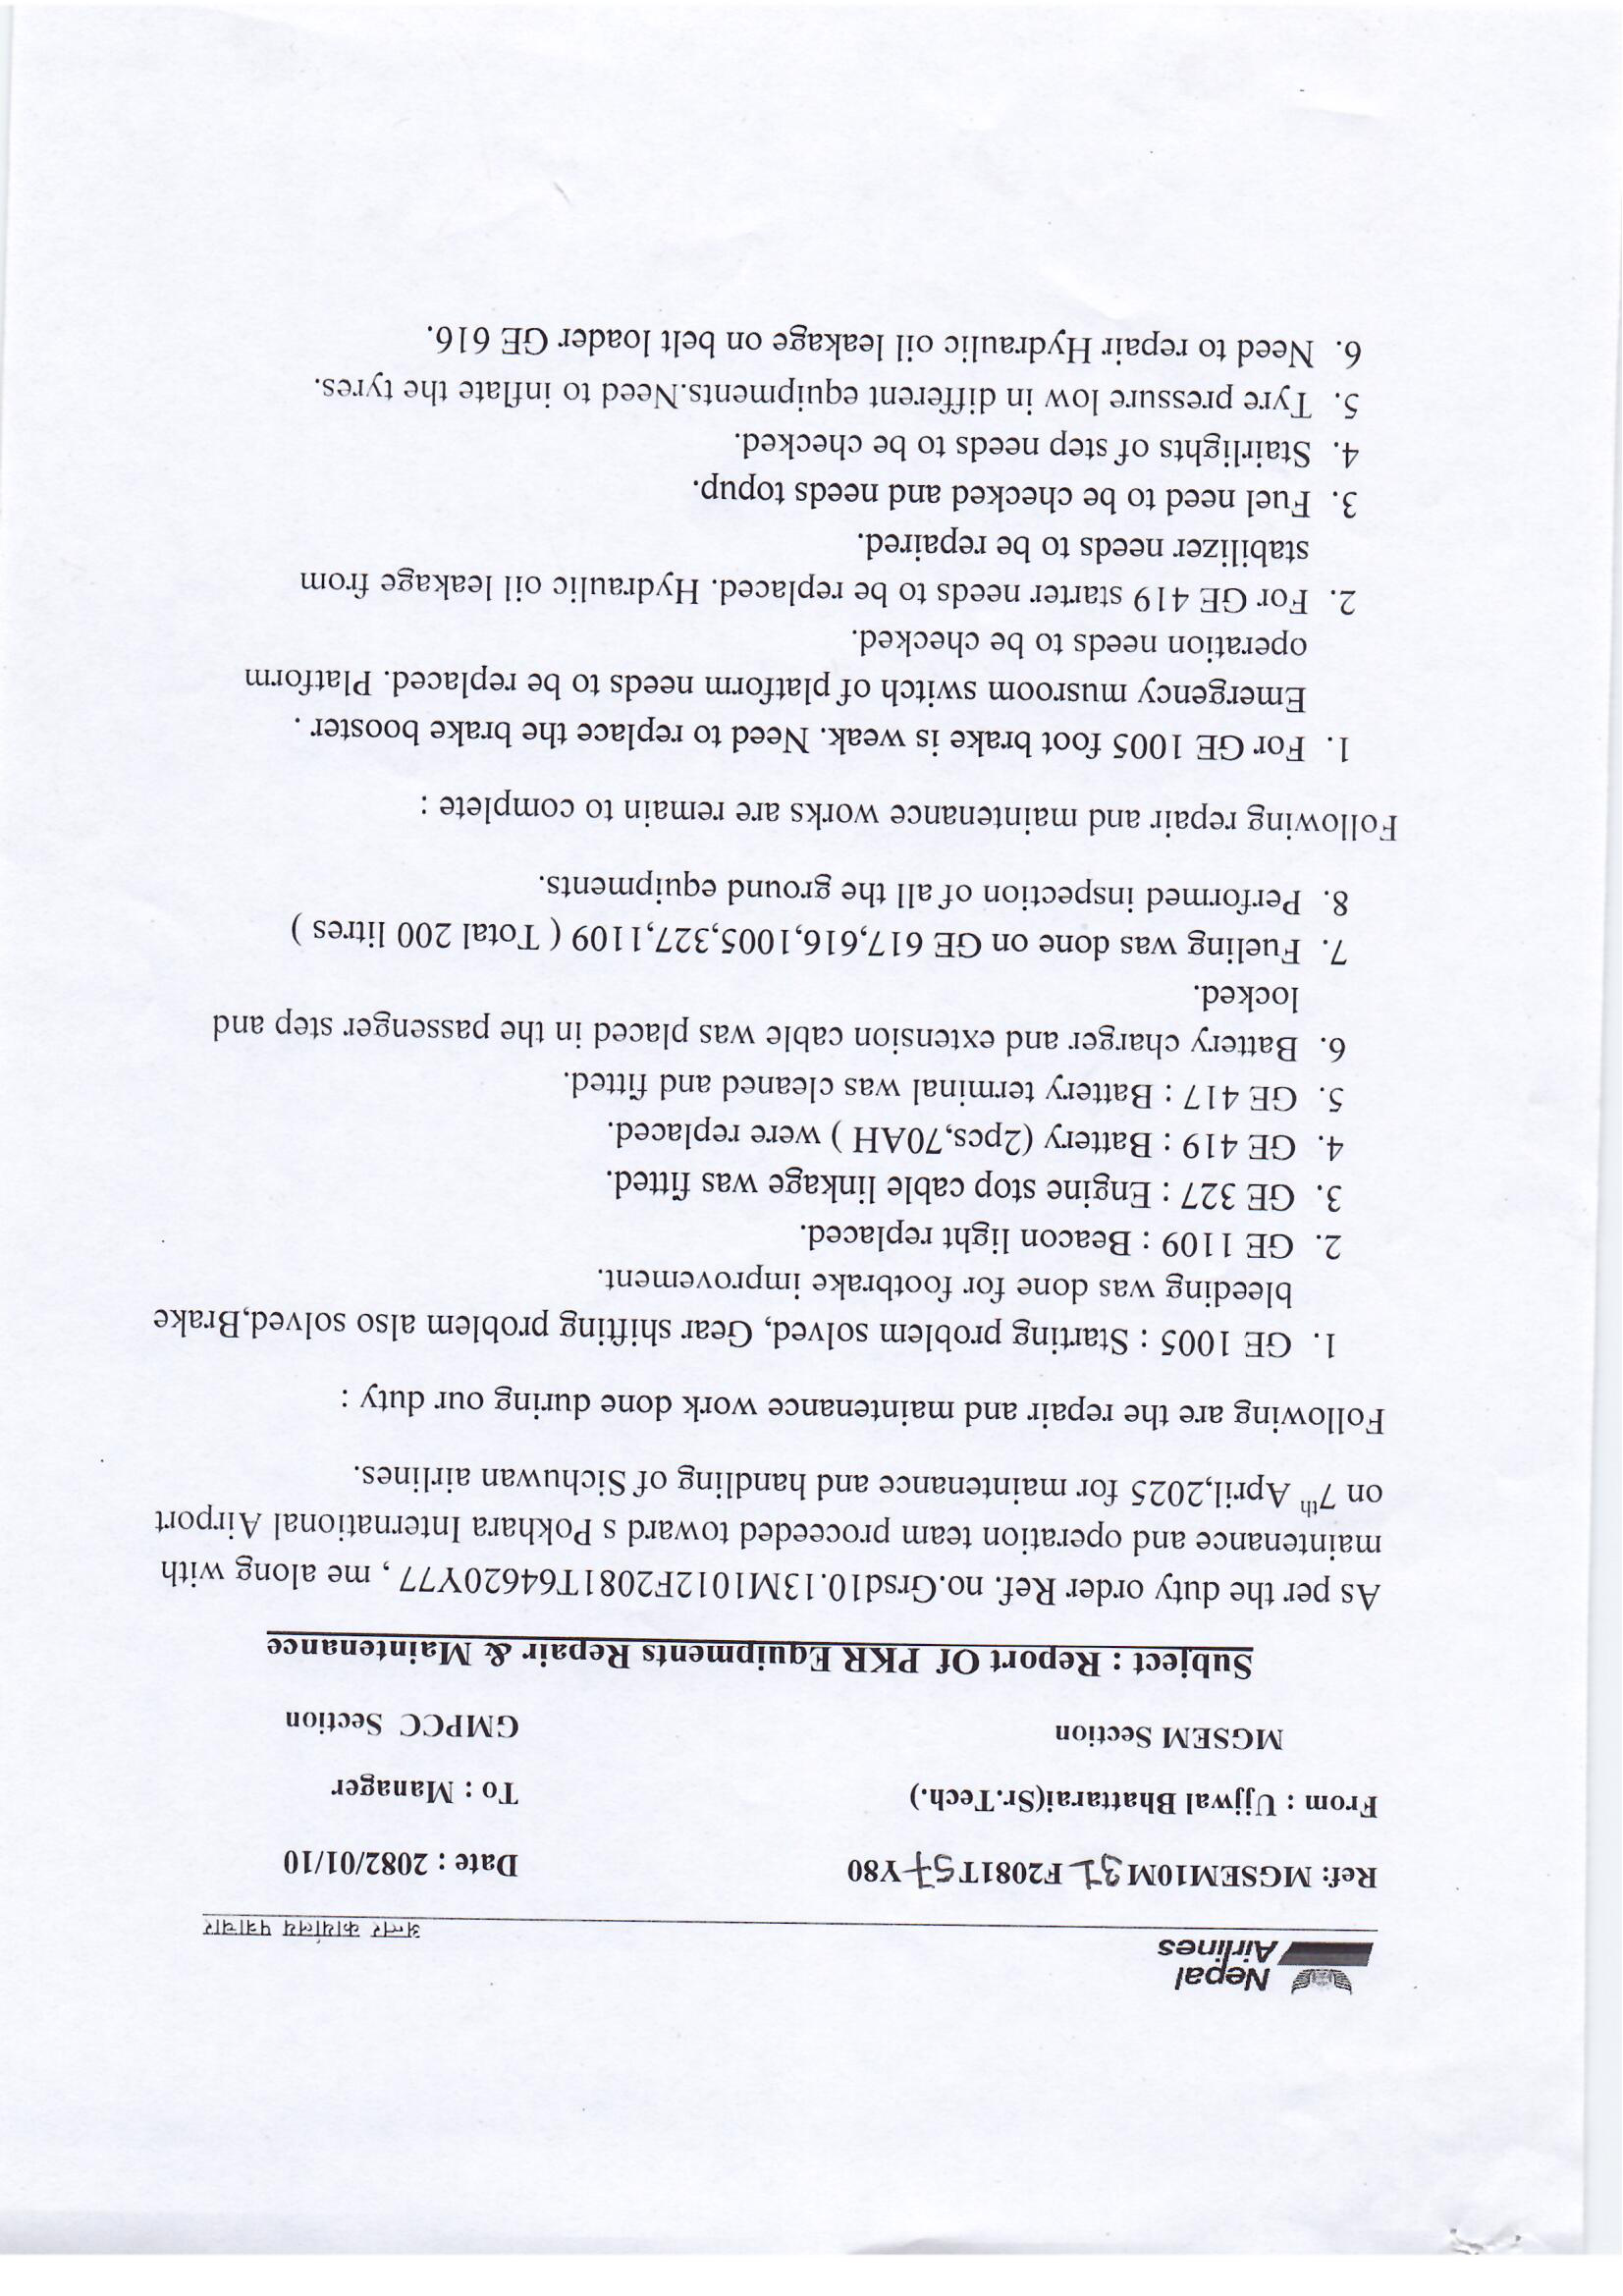 Nepal
Airlines
अन्तर कार्यालय पत्राचार
Ref: MGSEM10M 31 F2081T 57 Y80 Date : 2082/01/10
From : Ujjwal Bhattarai(Sr.Tech.) To : Manager
MGSEM Section GMPCC Section
Subject : Report Of PKR Equipments Repair & Maintenance
As per the duty order Ref. no.Grsd10.13M1012F2081T64620Y77 , me along with
maintenance and operation team proceeded toward s Pokhara International Airport
on 7th April,2025 for maintenance and handling of Sichuwan airlines.
Following are the repair and maintenance work done during our duty :
1. GE 1005 : Starting problem solved, Gear shifting problem also solved,Brake
bleeding was done for footbrake improvement.
2. GE 1109 : Beacon light replaced.
3. GE 327 : Engine stop cable linkage was fitted.
4. GE 419 : Battery (2pcs,70AH ) were replaced.
5. GE 417 : Battery terminal was cleaned and fitted.
6. Battery charger and extension cable was placed in the passenger step and
locked.
7. Fueling was done on GE 617,616,1005,327,1109 ( Total 200 litres )
8. Performed inspection of all the ground equipments.
Following repair and maintenance works are remain to complete :
1. For GE 1005 foot brake is weak. Need to replace the brake booster .
Emergency musroom switch of platform needs to be replaced. Platform
operation needs to be checked.
2. For GE 419 starter needs to be replaced. Hydraulic oil leakage from
stabilizer needs to be repaired.
3. Fuel need to be checked and needs topup.
4. Stairlights of step needs to be checked.
5. Tyre pressure low in different equipments.Need to inflate the tyres.
6. Need to repair Hydraulic oil leakage on belt loader GE 616.